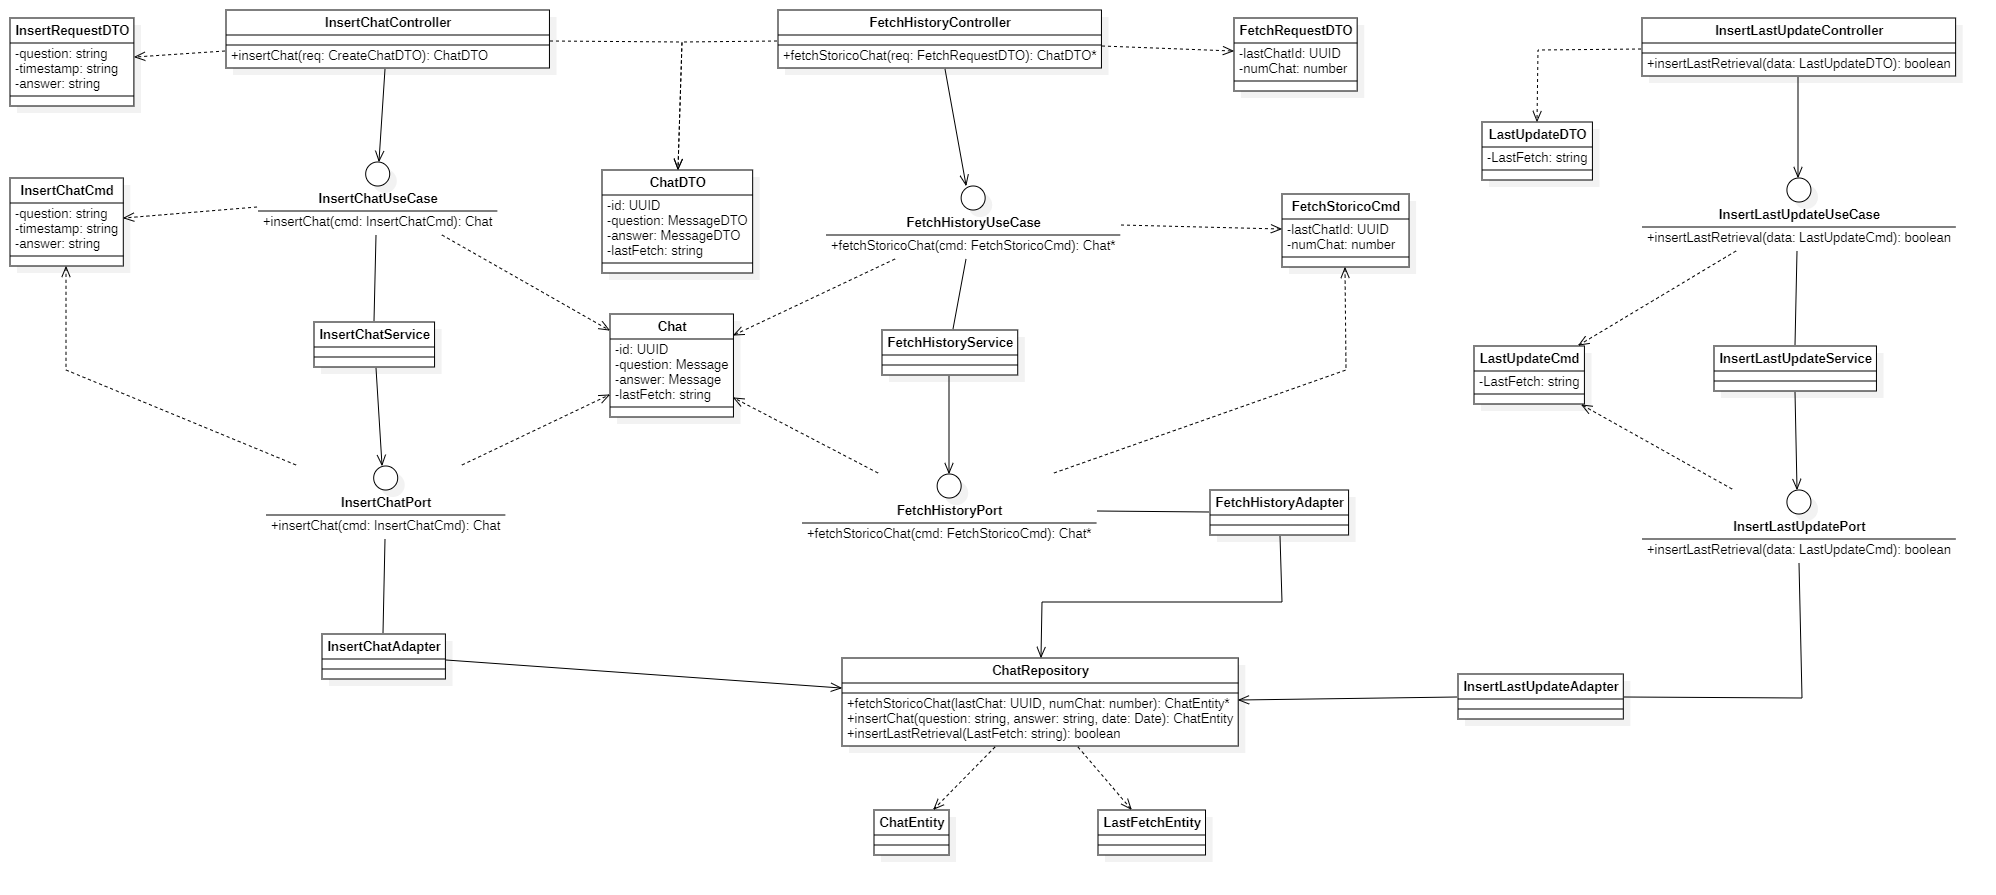 InsertRequestDTO
-question: string
-timestamp: string
-answer: string
InsertChatController
+insertChat(req: CreateChatDTO): ChatDTO
FetchHistoryController
+fetchStoricoChat(req: FetchRequestDTO): ChatDTO*
FetchRequestDTO
-lastChatId: UUID
-numChat: number
InsertLastUpdateController
+insertLastRetrieval(data: LastUpdateDTO): boolean
LastUpdateDTO
-LastFetch: string
InsertChatCmd
-question: string
-timestamp: string
-answer: string
InsertChatUseCase
+insertChat(cmd: InsertChatCmd): Chat
ChatDTO
-id: UUID
-question: MessageDTO
-answer: MessageDTO
-lastFetch: string
FetchHistoryUseCase
+fetchStoricoChat(cmd: FetchStoricoCmd): Chat*
FetchStoricoCmd
-lastChatId: UUID
-numChat: number
InsertLastUpdateUseCase
+insertLastRetrieval(data: LastUpdateCmd): boolean
InsertChatService
Chat
-id: UUID
-question: Message
-answer: Message
-lastFetch: string
FetchHistoryService
LastUpdateCmd
-LastFetch: string
InsertLastUpdateService
InsertChatPort
+insertChat(cmd: InsertChatCmd): Chat
FetchHistoryPort
+fetchStoricoChat(cmd: FetchStoricoCmd): Chat*
FetchHistoryAdapter
InsertLastUpdatePort
+insertLastRetrieval(data: LastUpdateCmd): boolean
InsertChatAdapter
ChatRepository
+fetchStoricoChat(lastChat: UUID, numChat: number): ChatEntity*
+insertChat(question: string, answer: string, date: Date): ChatEntity
+insertLastRetrieval(LastFetch: string): boolean
InsertLastUpdateAdapter
ChatEntity
LastFetchEntity